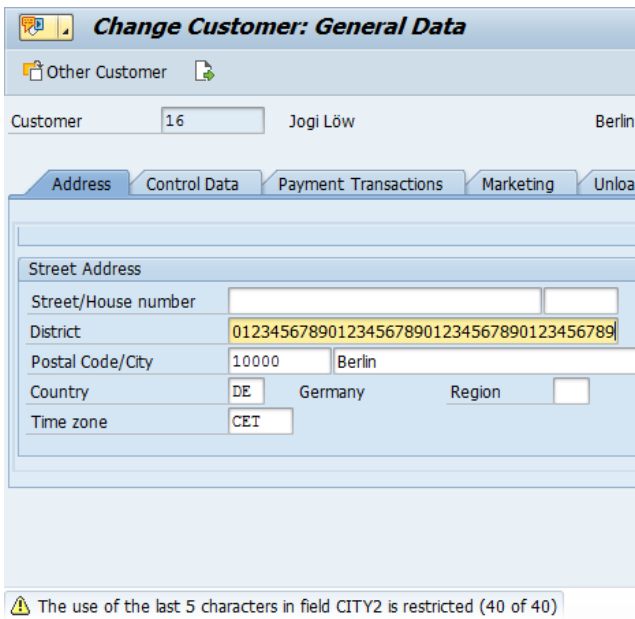 Change Customer: General Data
Other Customer
Customer 16 Jogi Löw Berlin
Address Control Data Payment Transactions Marketing Unloa
Street Address
Street/House number
District 0123456789012345678901234567890123456789
Postal Code/City 10000 Berlin
Country DE Germany Region
Time zone CET
The use of the last 5 characters in field CITY2 is restricted (40 of 40)